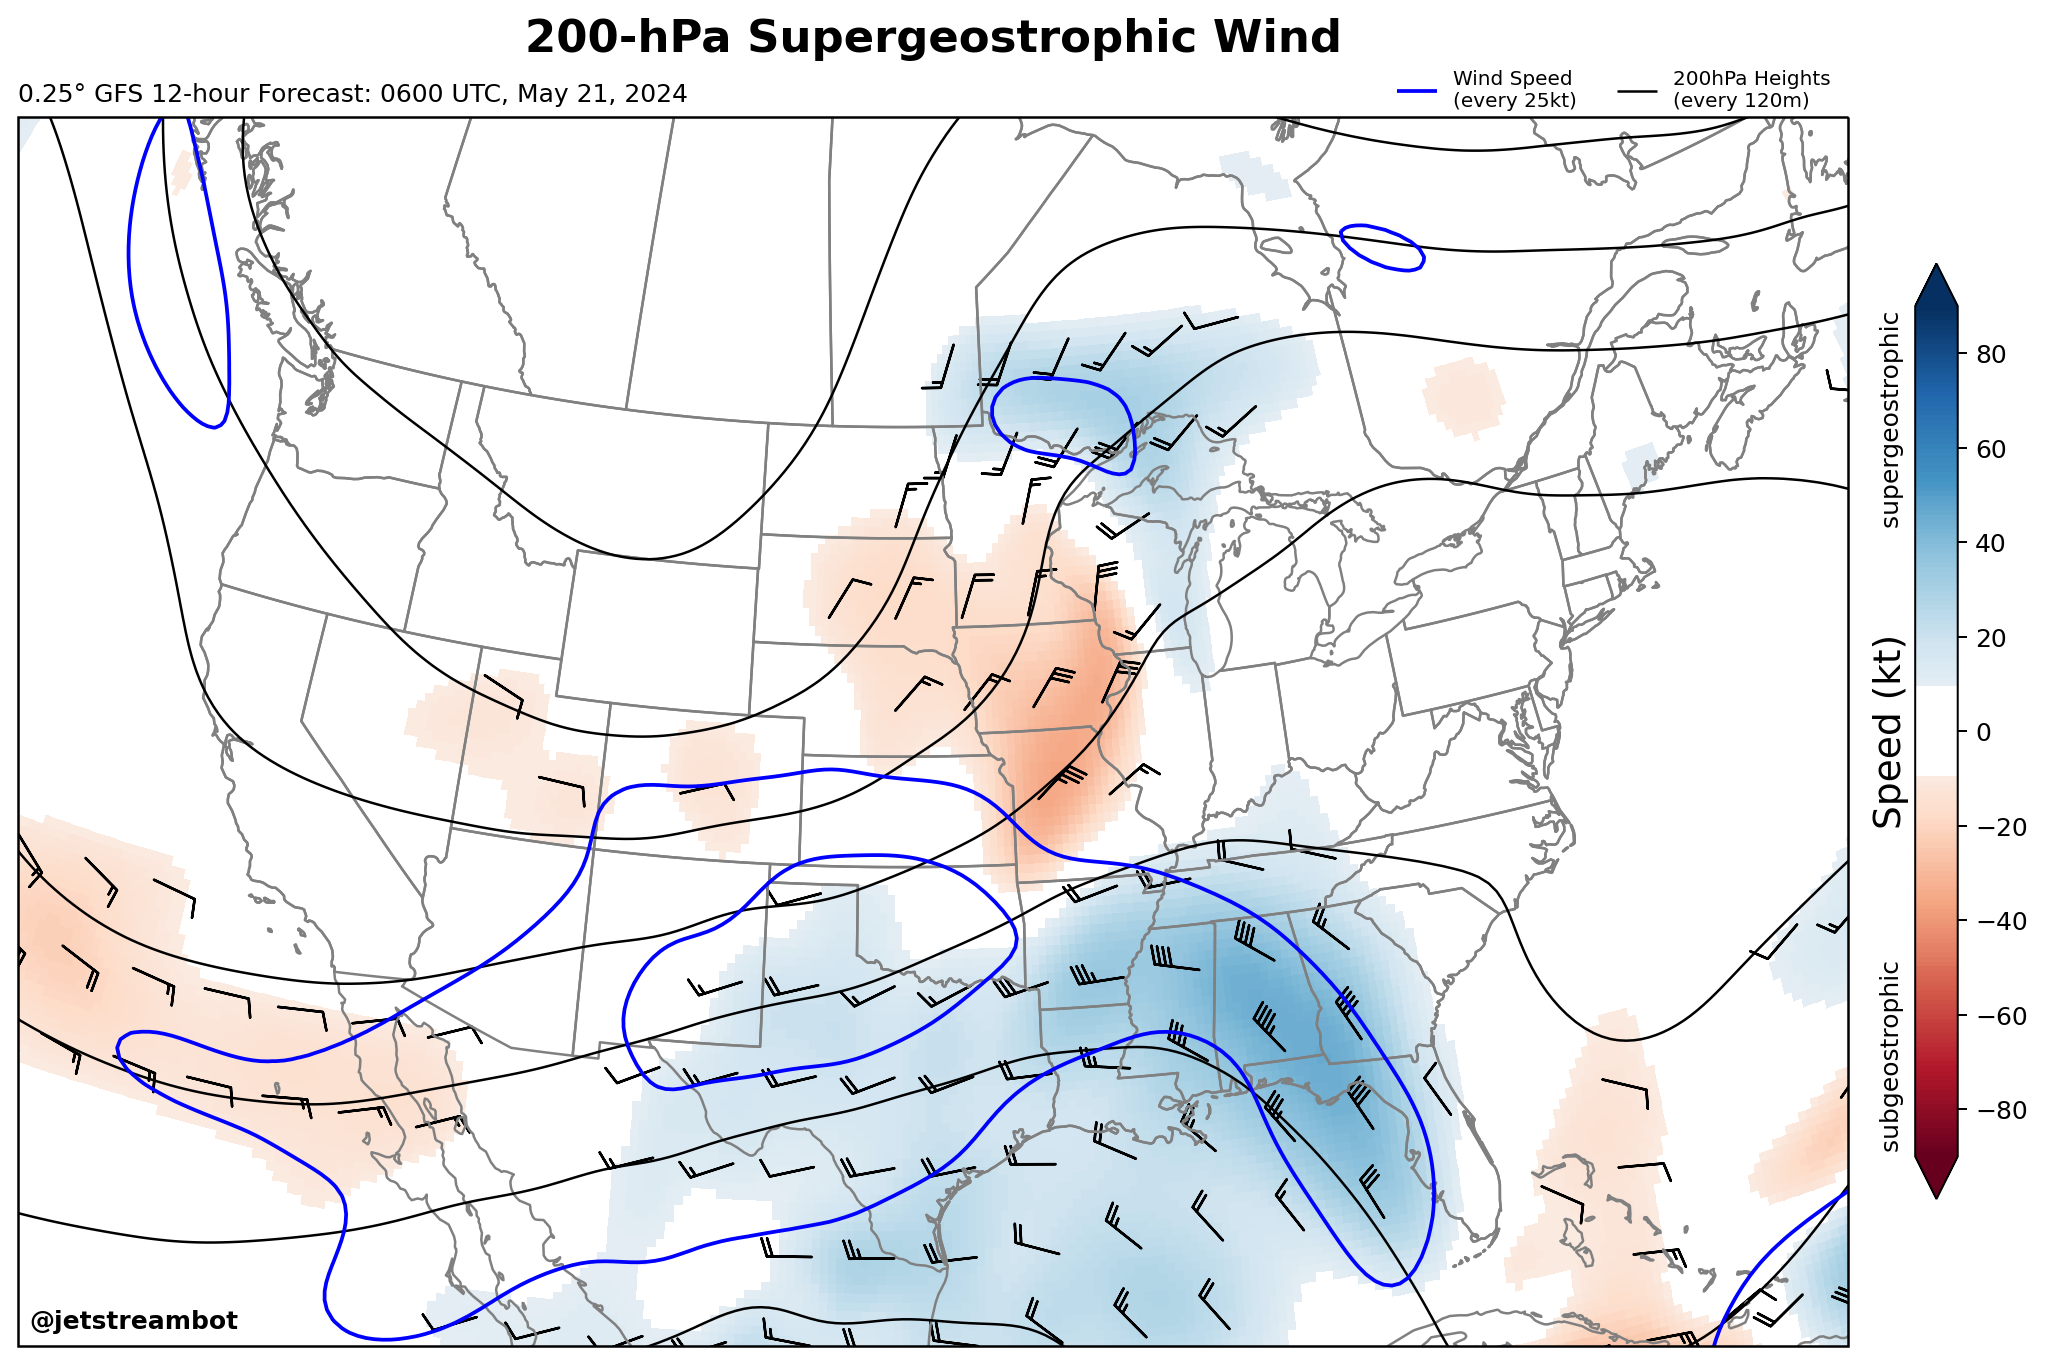 200-hPa Supergeostrophic Wind
0.25° GFS 12-hour Forecast: 0600 UTC, May 21, 2024
Wind Speed
(every 25kt)
200hPa Heights
(every 120m)
supergeostrophic
subgeostrophic
Speed (kt)
80
60
40
20
0
−20
−40
−60
−80
@jetstreambot